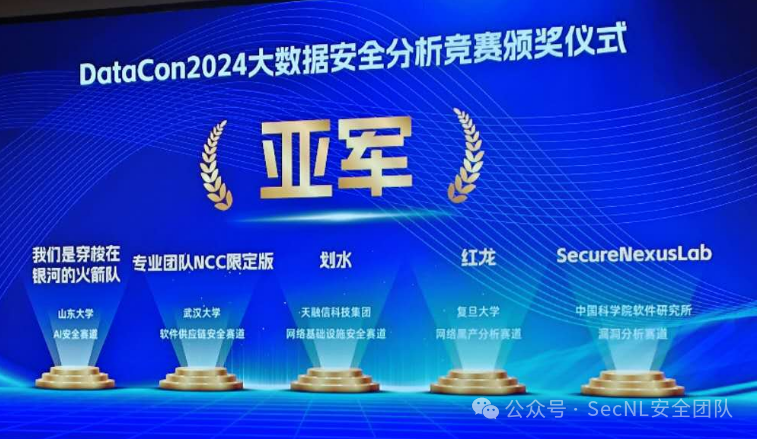 DataCon2024大数据安全分析竞赛颁奖仪式
亚军
我们是穿梭在
银河的火箭队
山东大学
AI安全赛道
专业团队NCC限定版
武汉大学
软件供应链安全赛道
划水
天融信科技集团
网络基础设施安全赛道
红龙
复旦大学
网络黑产分析赛道
SecureNexusLab
中国科学院软件研究所
漏洞分析赛道
公众号 · SecNL安全团队